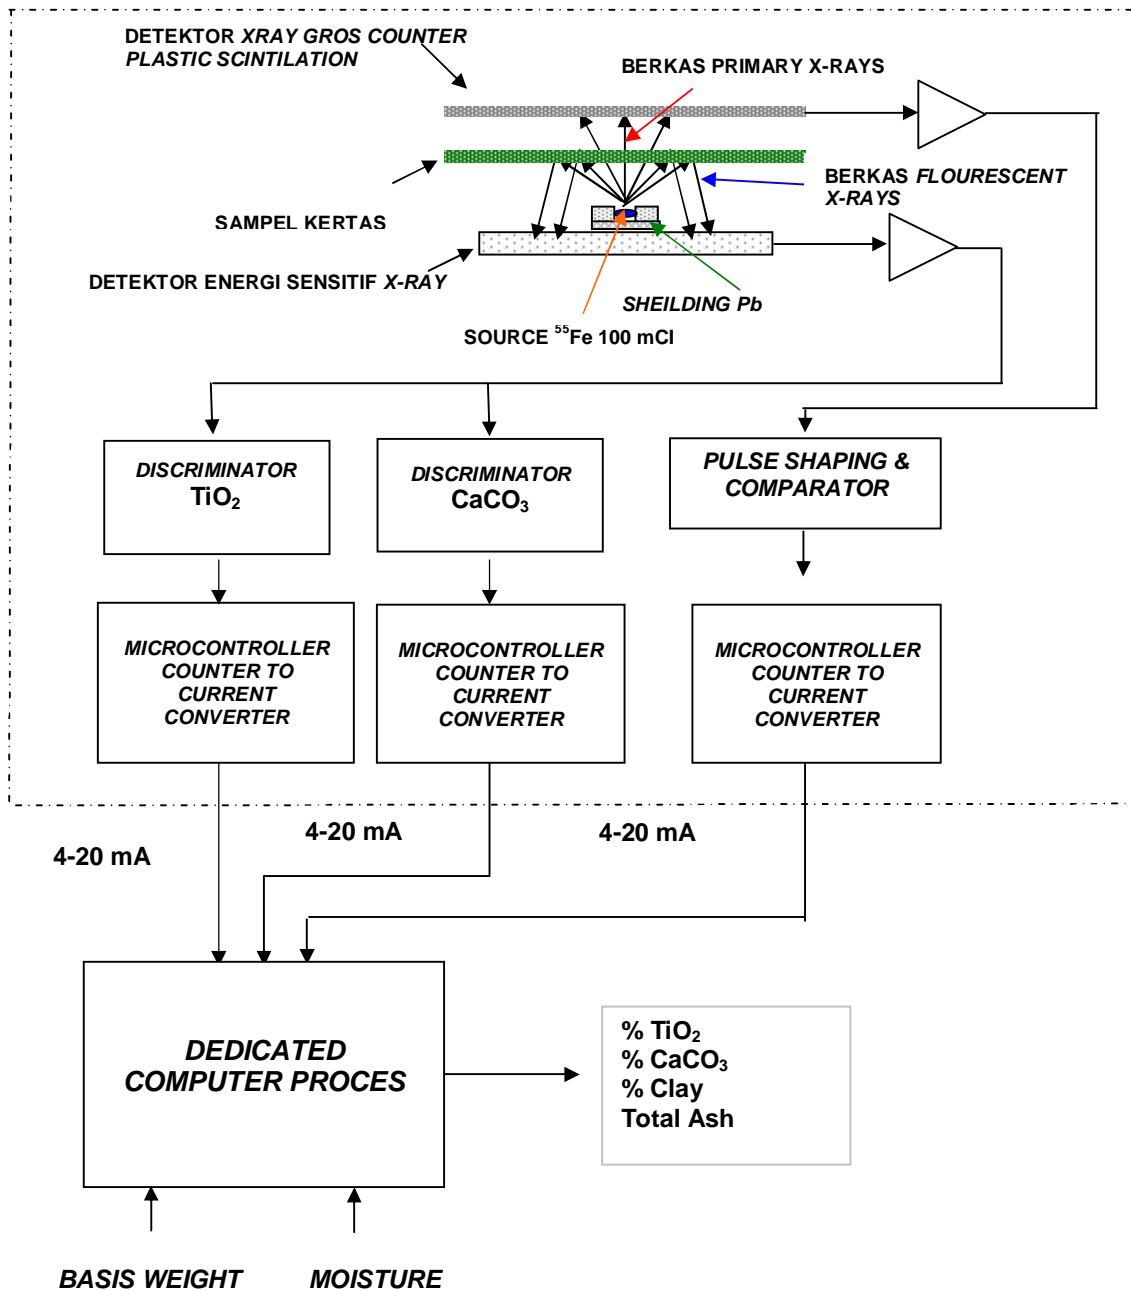 DETEKTOR XRAY GROS COUNTER
PLASTIC SCINTILATION
BERKAS PRIMARY X-RAYS
BERKAS FLOURESCENT
X-RAYS
SAMPEL KERTAS
DETEKTOR ENERGI SENSITIF X-RAY
SHEILDING Pb
SOURCE ⁵⁵Fe 100 mCI
DISCRIMINATOR
TiO₂
DISCRIMINATOR
CaCO₃
PULSE SHAPING &
COMPARATOR
MICROCONTROLLER
COUNTER TO
CURRENT
CONVERTER
MICROCONTROLLER
COUNTER TO
CURRENT
CONVERTER
MICROCONTROLLER
COUNTER TO
CURRENT
CONVERTER
4-20 mA
4-20 mA
4-20 mA
DEDICATED
COMPUTER PROCES
% TiO₂
% CaCO₃
% Clay
Total Ash
BASIS WEIGHT
MOISTURE